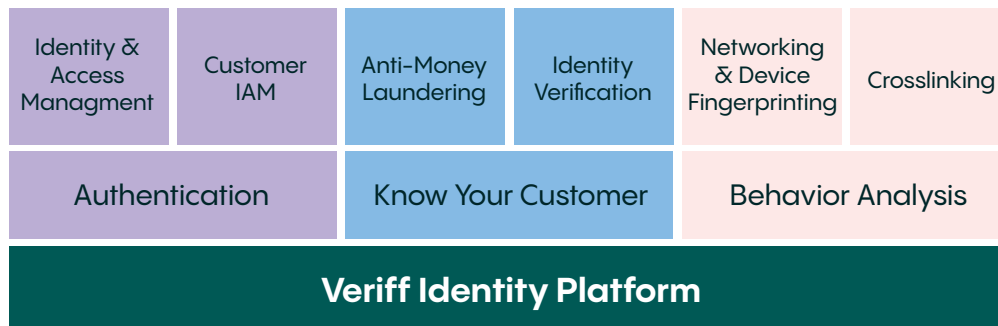 Identity &
Access
Managment
Customer
IAM
Anti-Money
Laundering
Identity
Verification
Networking
& Device
Fingerprinting
Crosslinking
Authentication
Know Your Customer
Behavior Analysis
Veriff Identity Platform